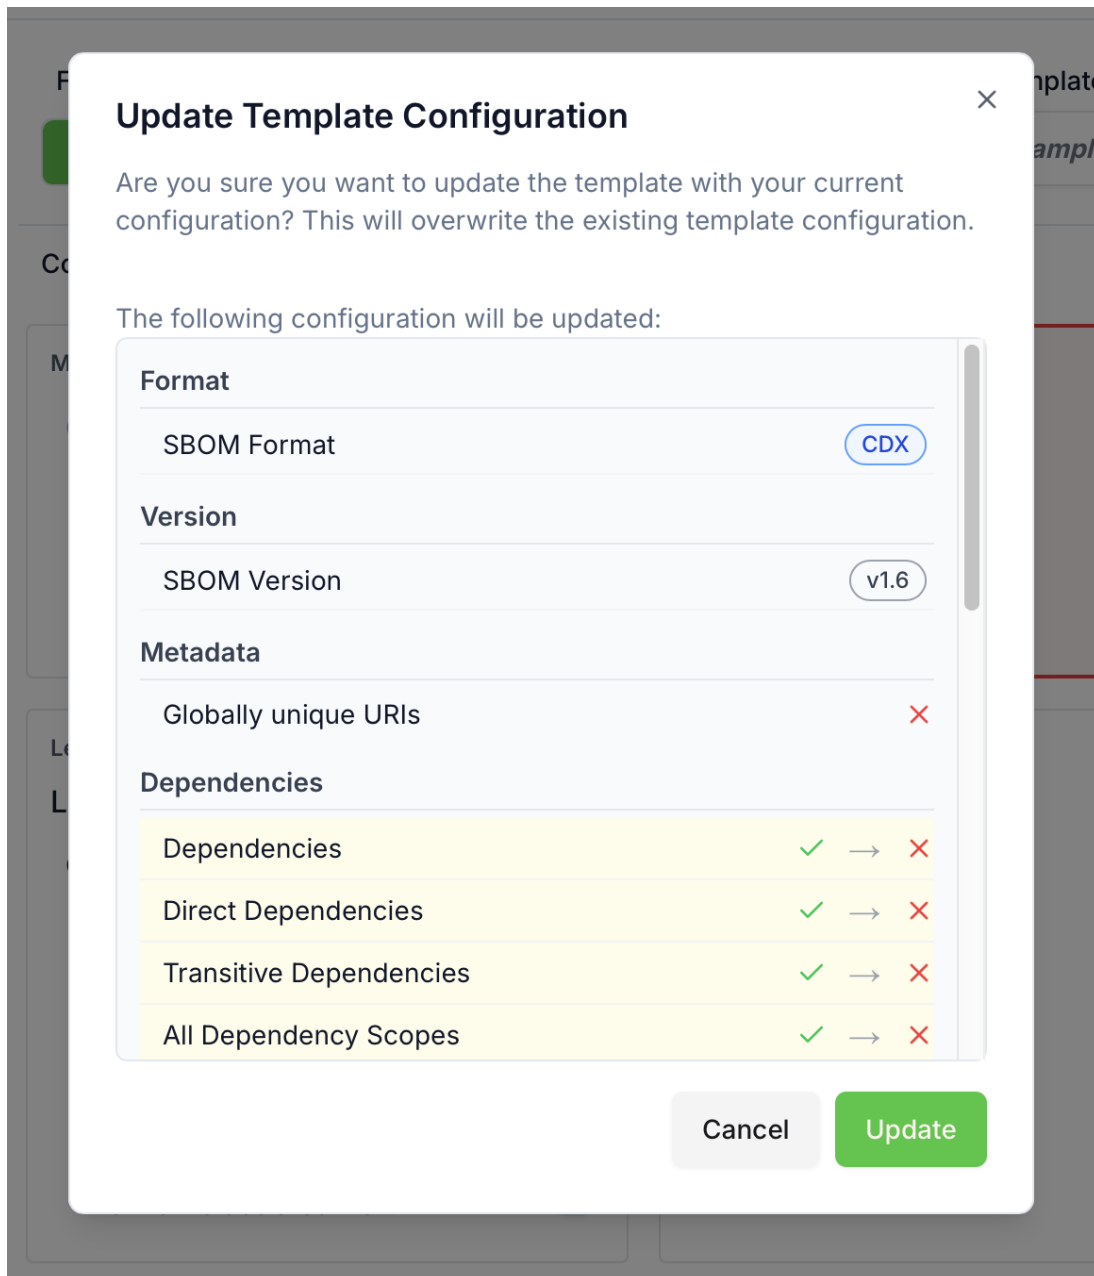 Update Template Configuration
Are you sure you want to update the template with your current
configuration? This will overwrite the existing template configuration.
The following configuration will be updated:
Format
SBOM Format CDX
Version
SBOM Version v1.6
Metadata
Globally unique URIs
Dependencies
Dependencies
Direct Dependencies
Transitive Dependencies
All Dependency Scopes
Cancel Update